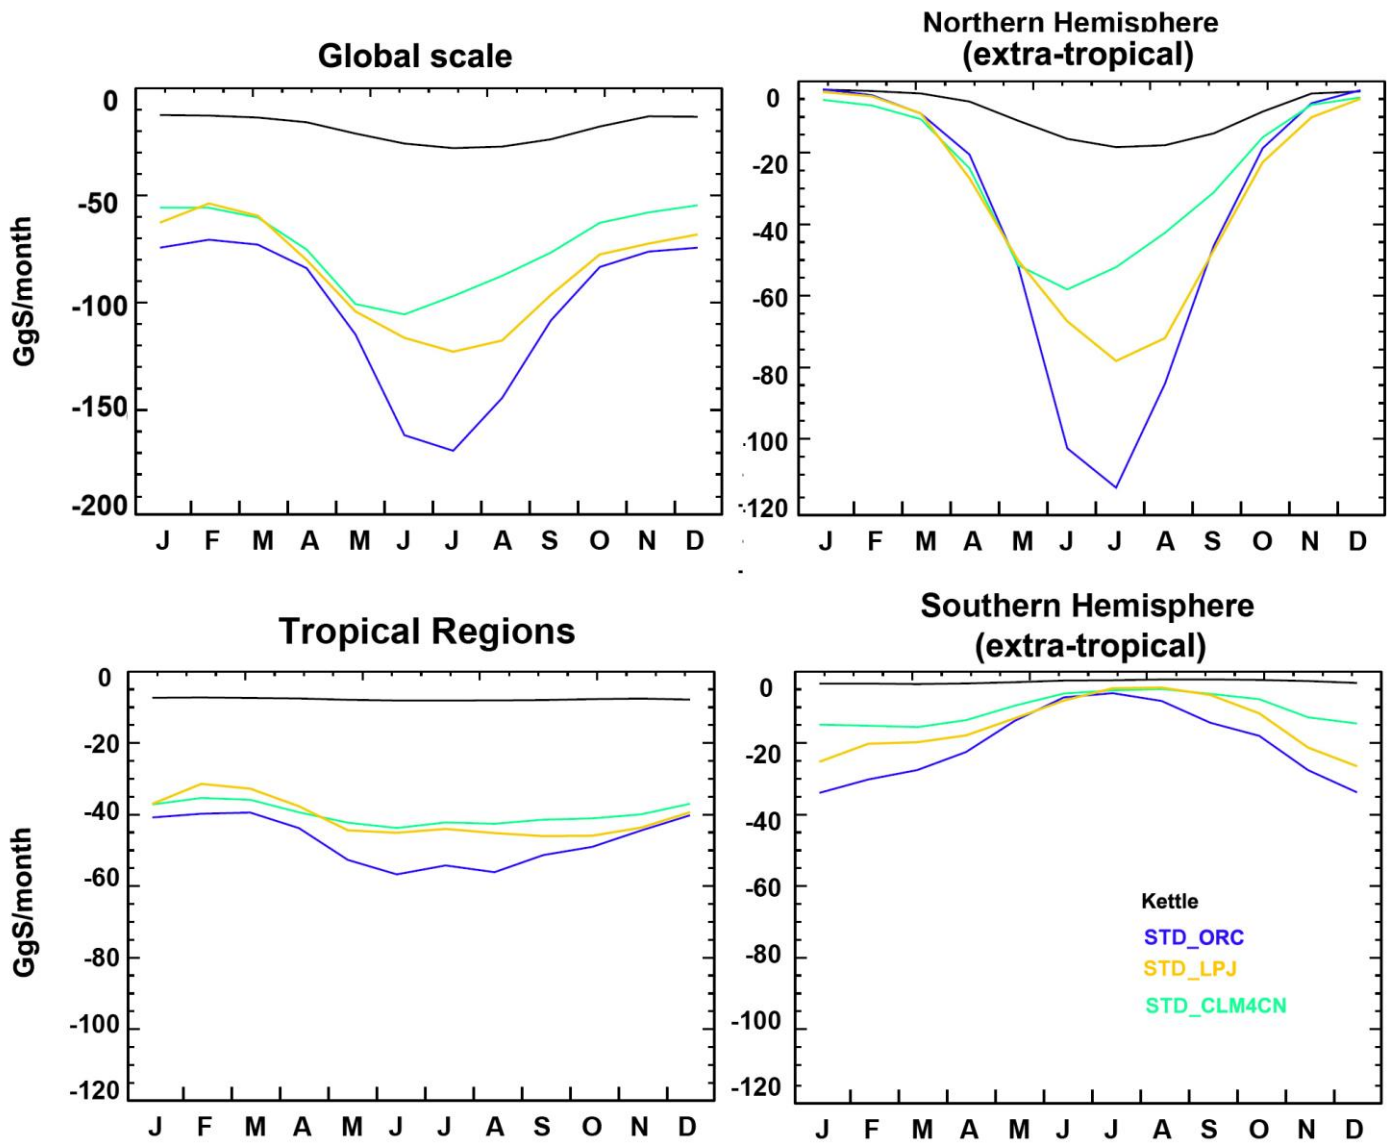 Global scale
GgS/month
0
-50
-100
-150
-200
J F M A M J J A S O N D
Northern Hemisphere
(extra-tropical)
0
-20
-40
-60
-80
-100
-120
J F M A M J J A S O N D
Tropical Regions
GgS/month
0
-20
-40
-60
-80
-100
-120
J F M A M J J A S O N D
Southern Hemisphere
(extra-tropical)
0
-20
-40
-60
-80
-100
-120
Kettle
STD_ORC
STD_LPJ
STD_CLM4CN
J F M A M J J A S O N D